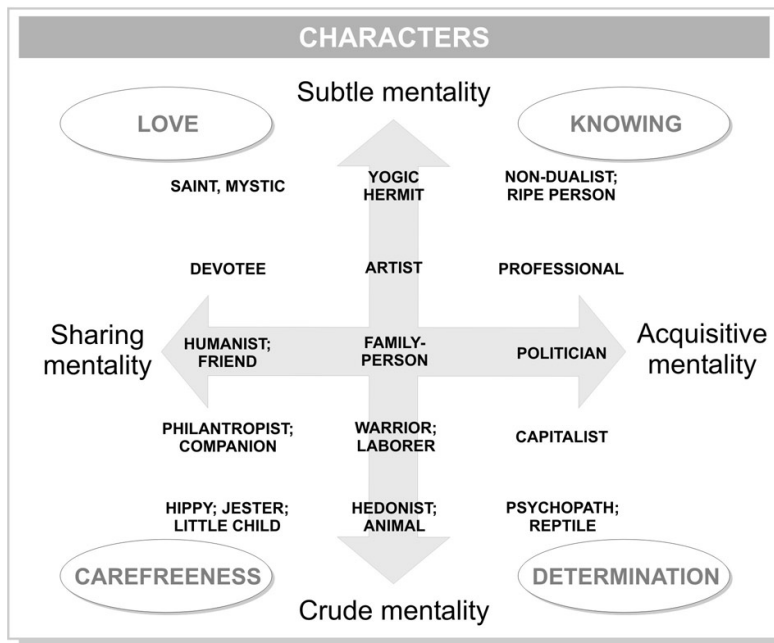 CHARACTERS
Subtle mentality
LOVE
KNOWING
SAINT, MYSTIC
YOGIC
HERMIT
NON-DUALIST;
RIPE PERSON
DEVOTEE
ARTIST
PROFESSIONAL
Sharing
mentality
HUMANIST;
FRIEND
FAMILY-
PERSON
POLITICIAN
Acquisitive
mentality
PHILANTROPIST;
COMPANION
WARRIOR;
LABORER
CAPITALIST
HIPPY; JESTER;
LITTLE CHILD
HEDONIST;
ANIMAL
PSYCHOPATH;
REPTILE
CAREFREENESS
DETERMINATION
Crude mentality